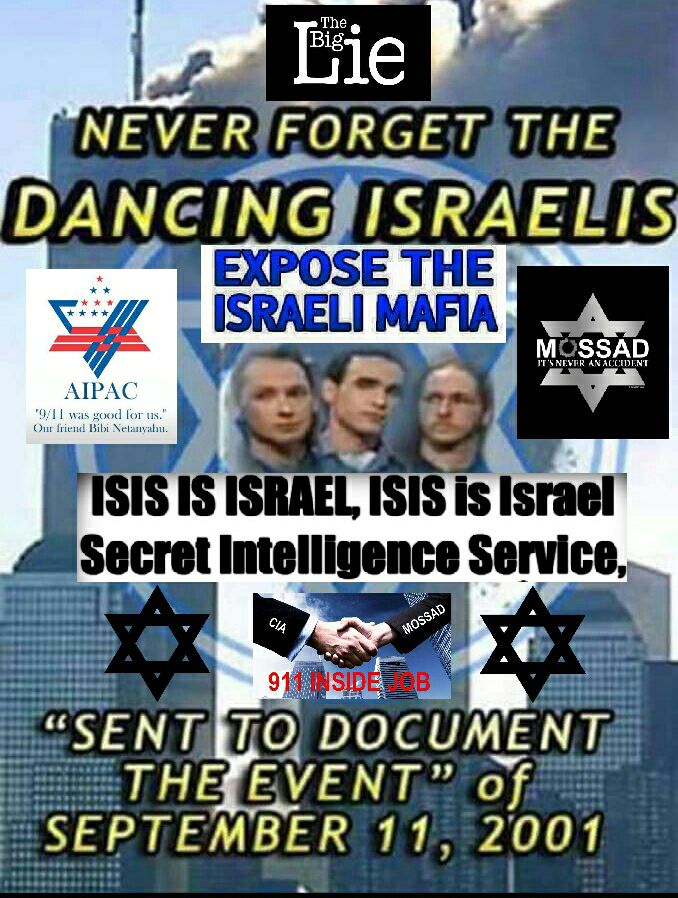 The
Big
Lie
NEVER FORGET THE
DANCING ISRAELIS
EXPOSE THE
ISRAELI MAFIA
AIPAC
"9/11 was good for us."
Our friend Bibi Netanyahu.
MOSSAD
IT'S NEVER AN ACCIDENT
ISIS IS ISRAEL, ISIS is Israel
Secret Intelligence Service,
CIA
MOSSAD
911 INSIDE JOB
“SENT TO DOCUMENT
THE EVENT” of
SEPTEMBER 11, 2001